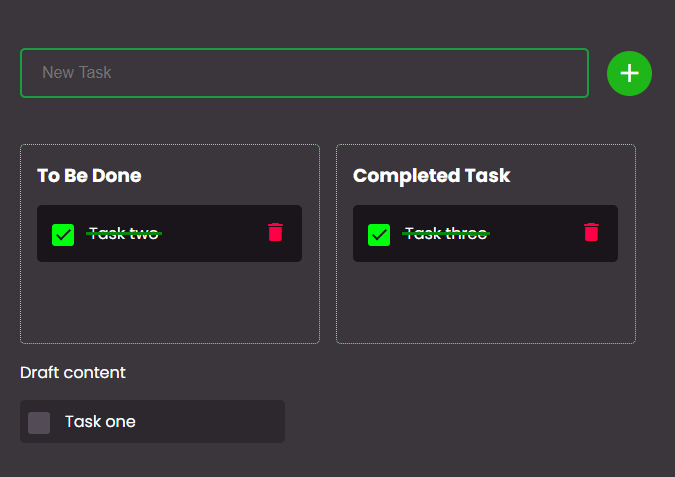 New Task
To Be Done
Task two
Completed Task
Task three
Draft content
Task one